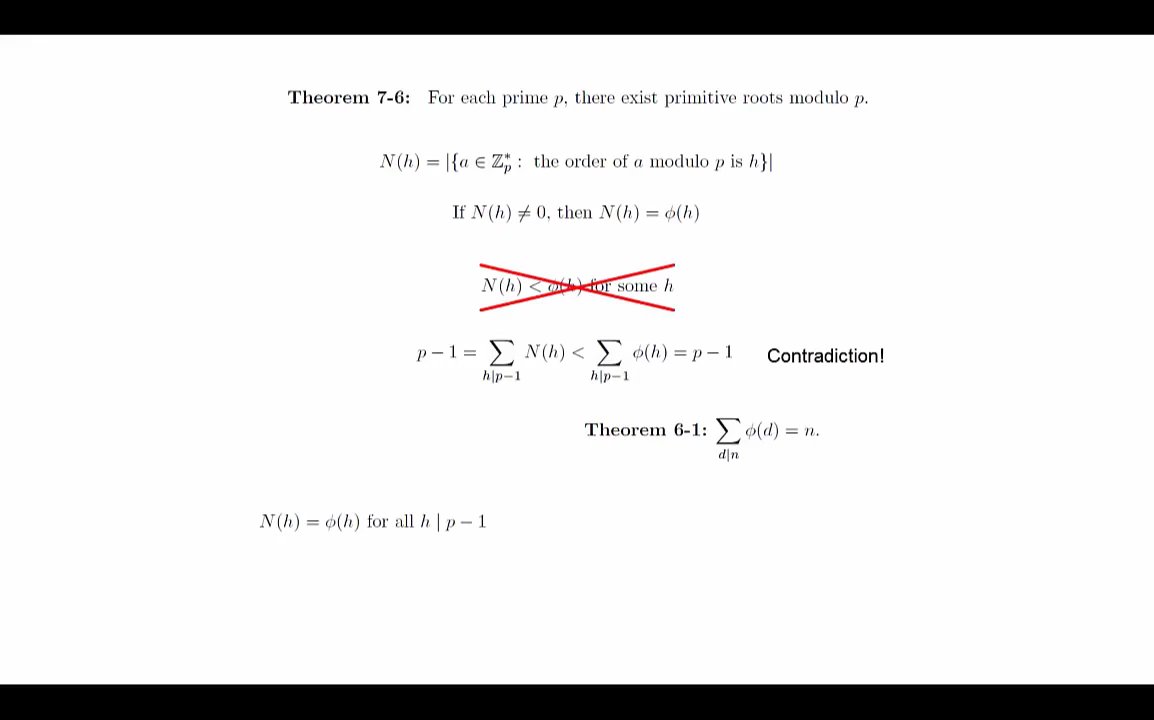 Theorem 7-6: For each prime p, there exist primitive roots modulo p.
N(h) = |{a ∈ ℤ*ₚ : the order of a modulo p is h}|
If N(h) ≠ 0, then N(h) = ϕ(h)
N(h) < ϕ(h) for some h
p − 1 = ∑_{h|p−1} N(h) < ∑_{h|p−1} ϕ(h) = p − 1 Contradiction!
Theorem 6-1: ∑_{d|n} ϕ(d) = n.
N(h) = ϕ(h) for all h | p − 1